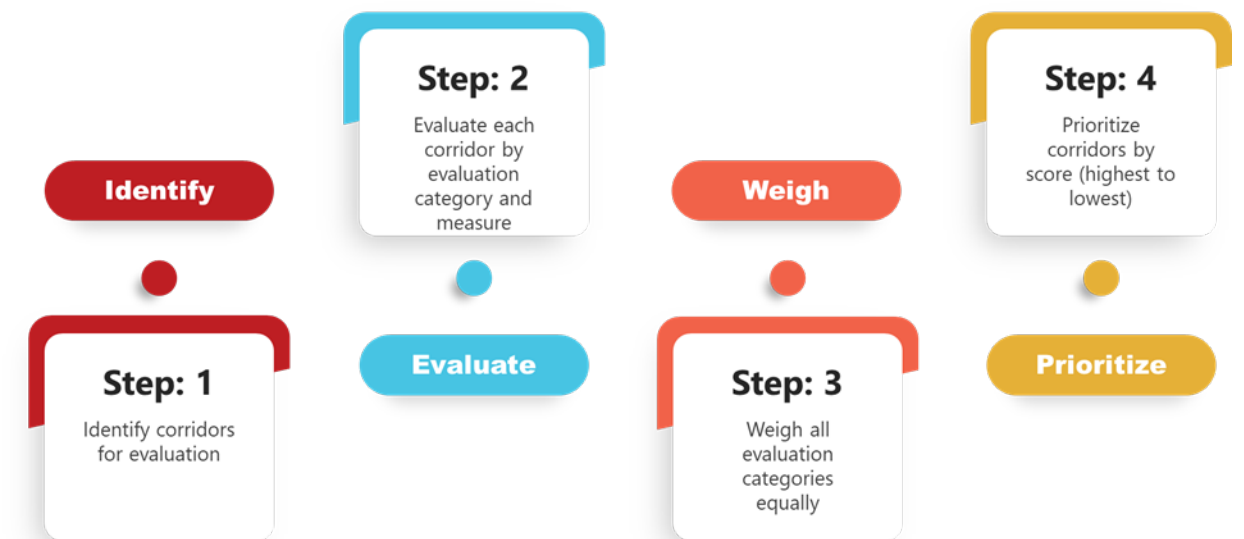 Identify
Step: 1
Identify corridors
for evaluation
Step: 2
Evaluate each
corridor by
evaluation
category and
measure
Evaluate
Weigh
Step: 3
Weigh all
evaluation
categories
equally
Step: 4
Prioritize
corridors by
score (highest to
lowest)
Prioritize